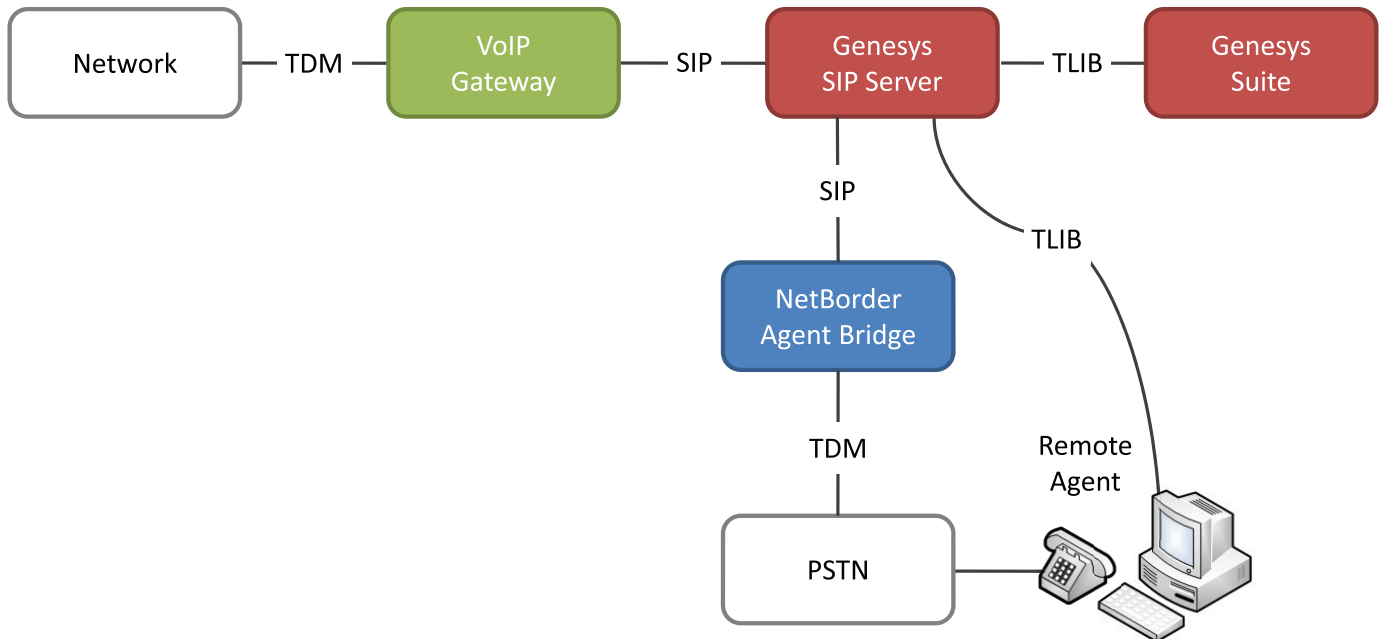 Network
TDM
VoIP
Gateway
SIP
Genesys
SIP Server
TLIB
Genesys
Suite
SIP
TLIB
NetBorder
Agent Bridge
TDM
Remote
Agent
PSTN